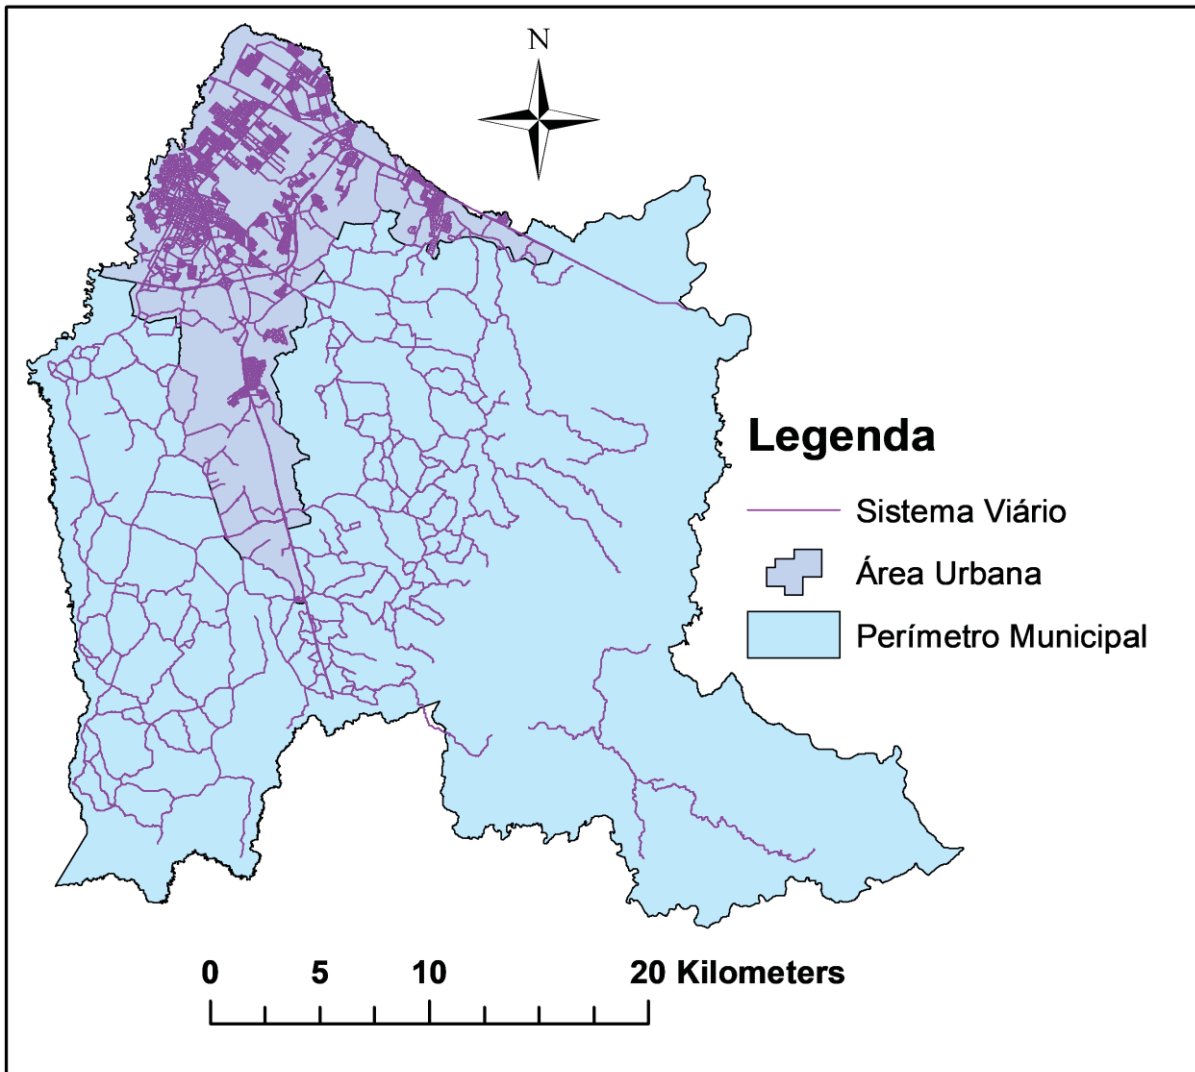 N
Legenda
Sistema Viário
Área Urbana
Perímetro Municipal
0 5 10 20 Kilometers